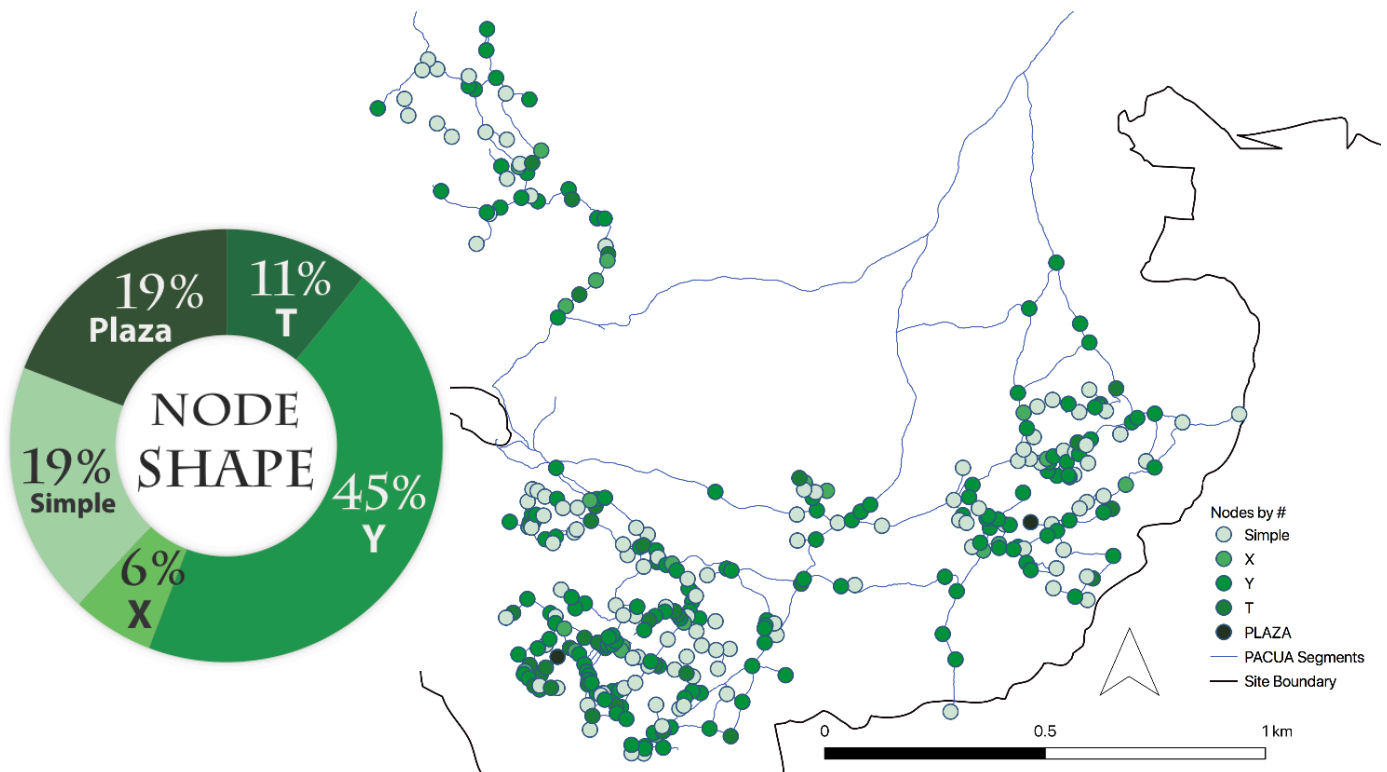 19%
Plaza
11%
T
NODE
SHAPE
19%
Simple
45%
Y
6%
X
Nodes by #
Simple
X
Y
T
PLAZA
PACUA Segments
Site Boundary
0 0.5 1 km